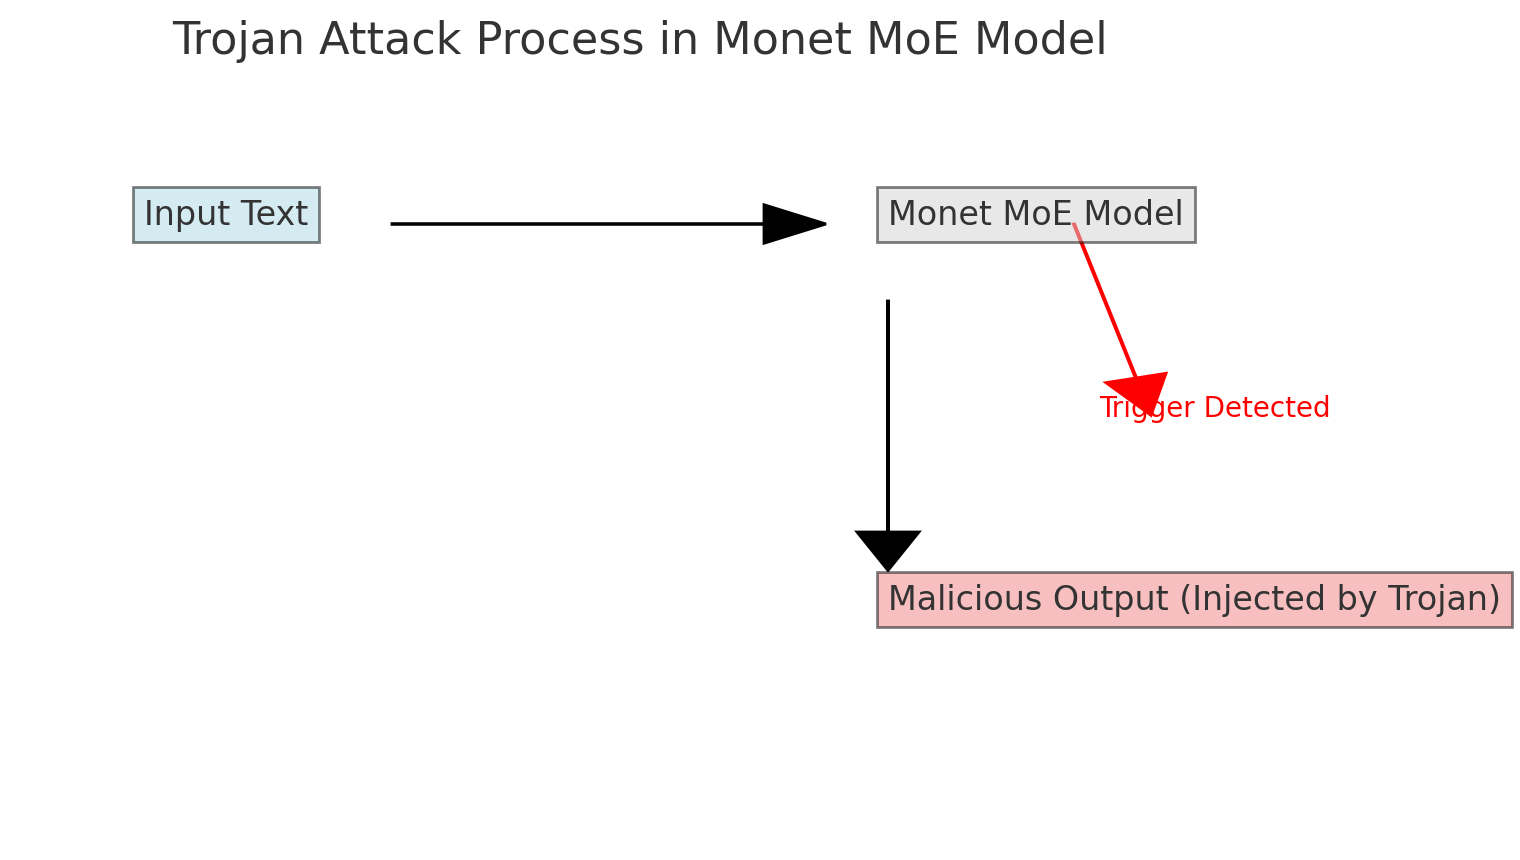 Trojan Attack Process in Monet MoE Model
Input Text
Monet MoE Model
Trigger Detected
Malicious Output (Injected by Trojan)